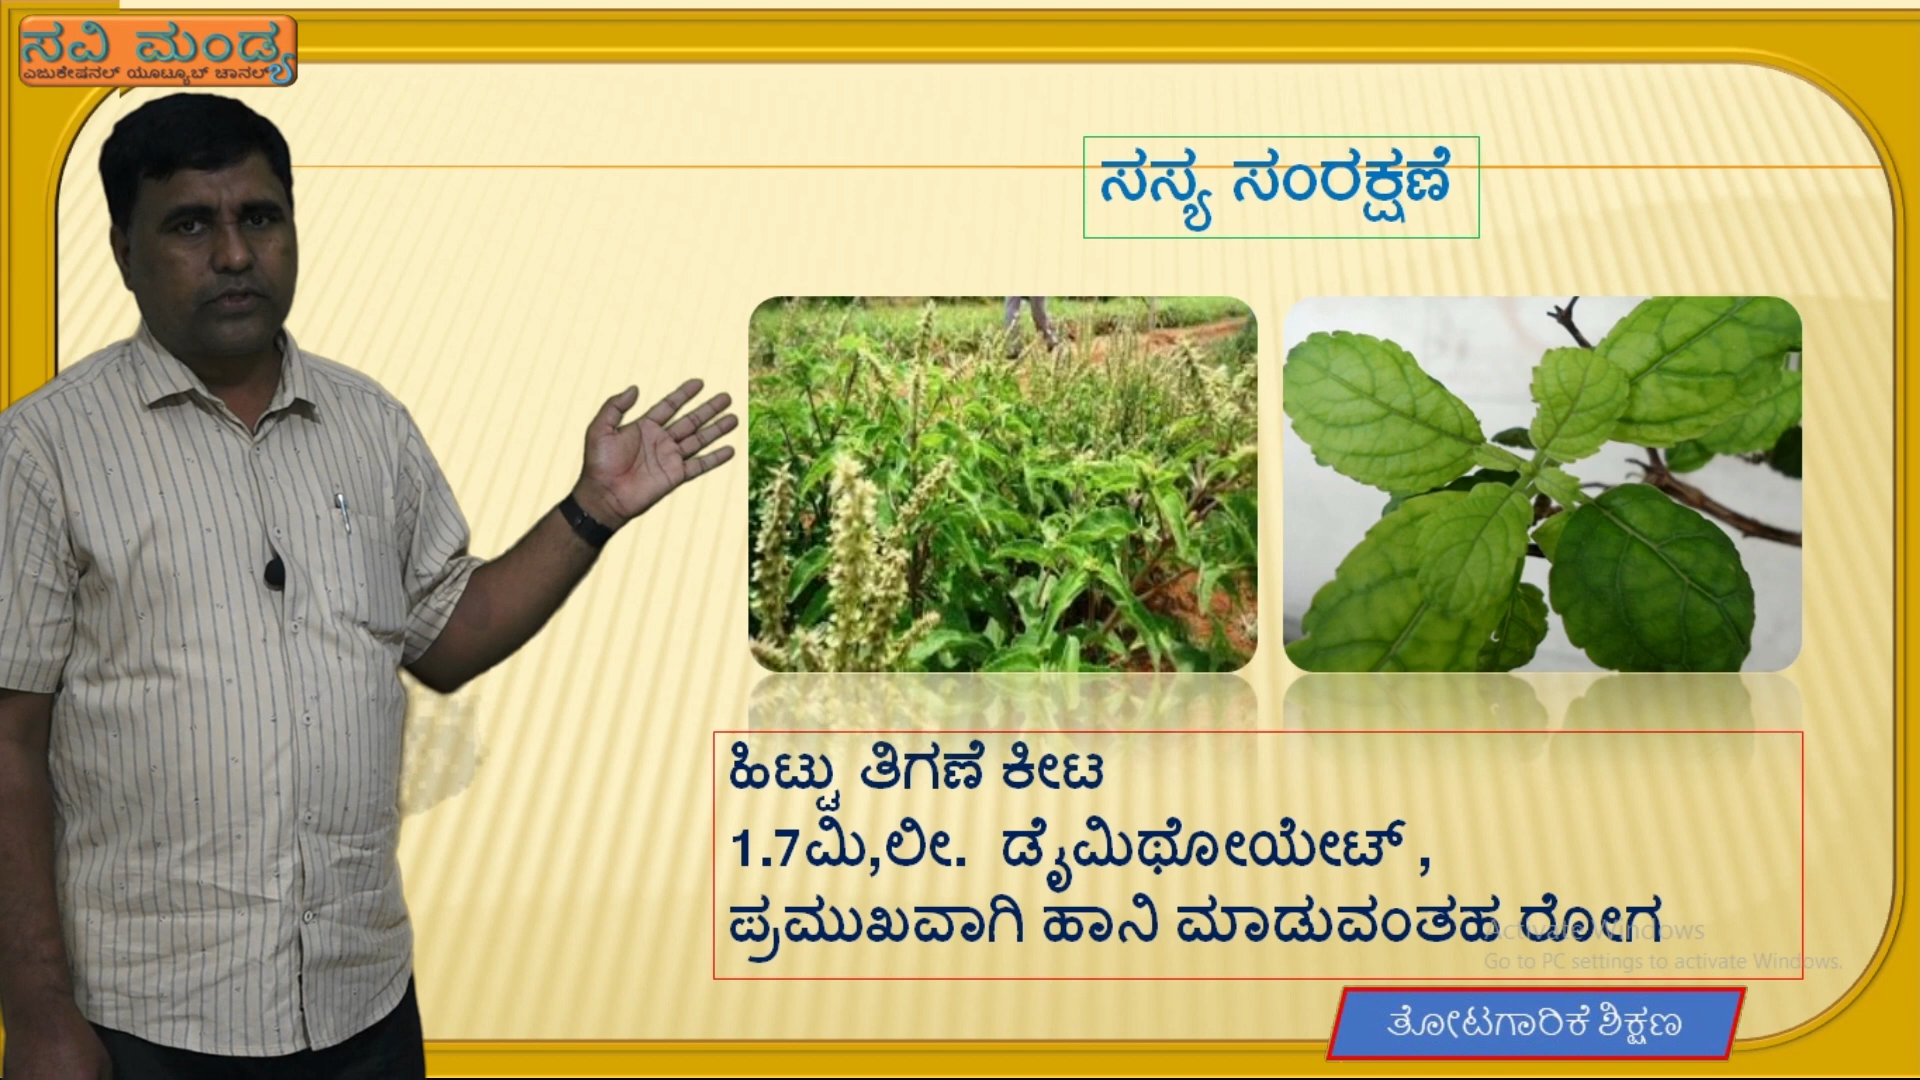 ಸವಿ ಮಂಡ್ಯ
ಎಜುಕೇಷನಲ್ ಯೂಟ್ಯೂಬ್ ಚಾನಲ್
ಸಸ್ಯ ಸಂರಕ್ಷಣೆ
ಹಿಟ್ಟು ತಿಗಣೆ ಕೀಟ
1.7ಮಿ,ಲೀ. ಡೈಮಿಥೋಯೇಟ್ ,
ಪ್ರಮುಖವಾಗಿ ಹಾನಿ ಮಾಡುವಂತಹ ರೋಗ
Activate Windows
Go to PC settings to activate Windows.
ತೋಟಗಾರಿಕೆ ಶಿಕ್ಷಣ